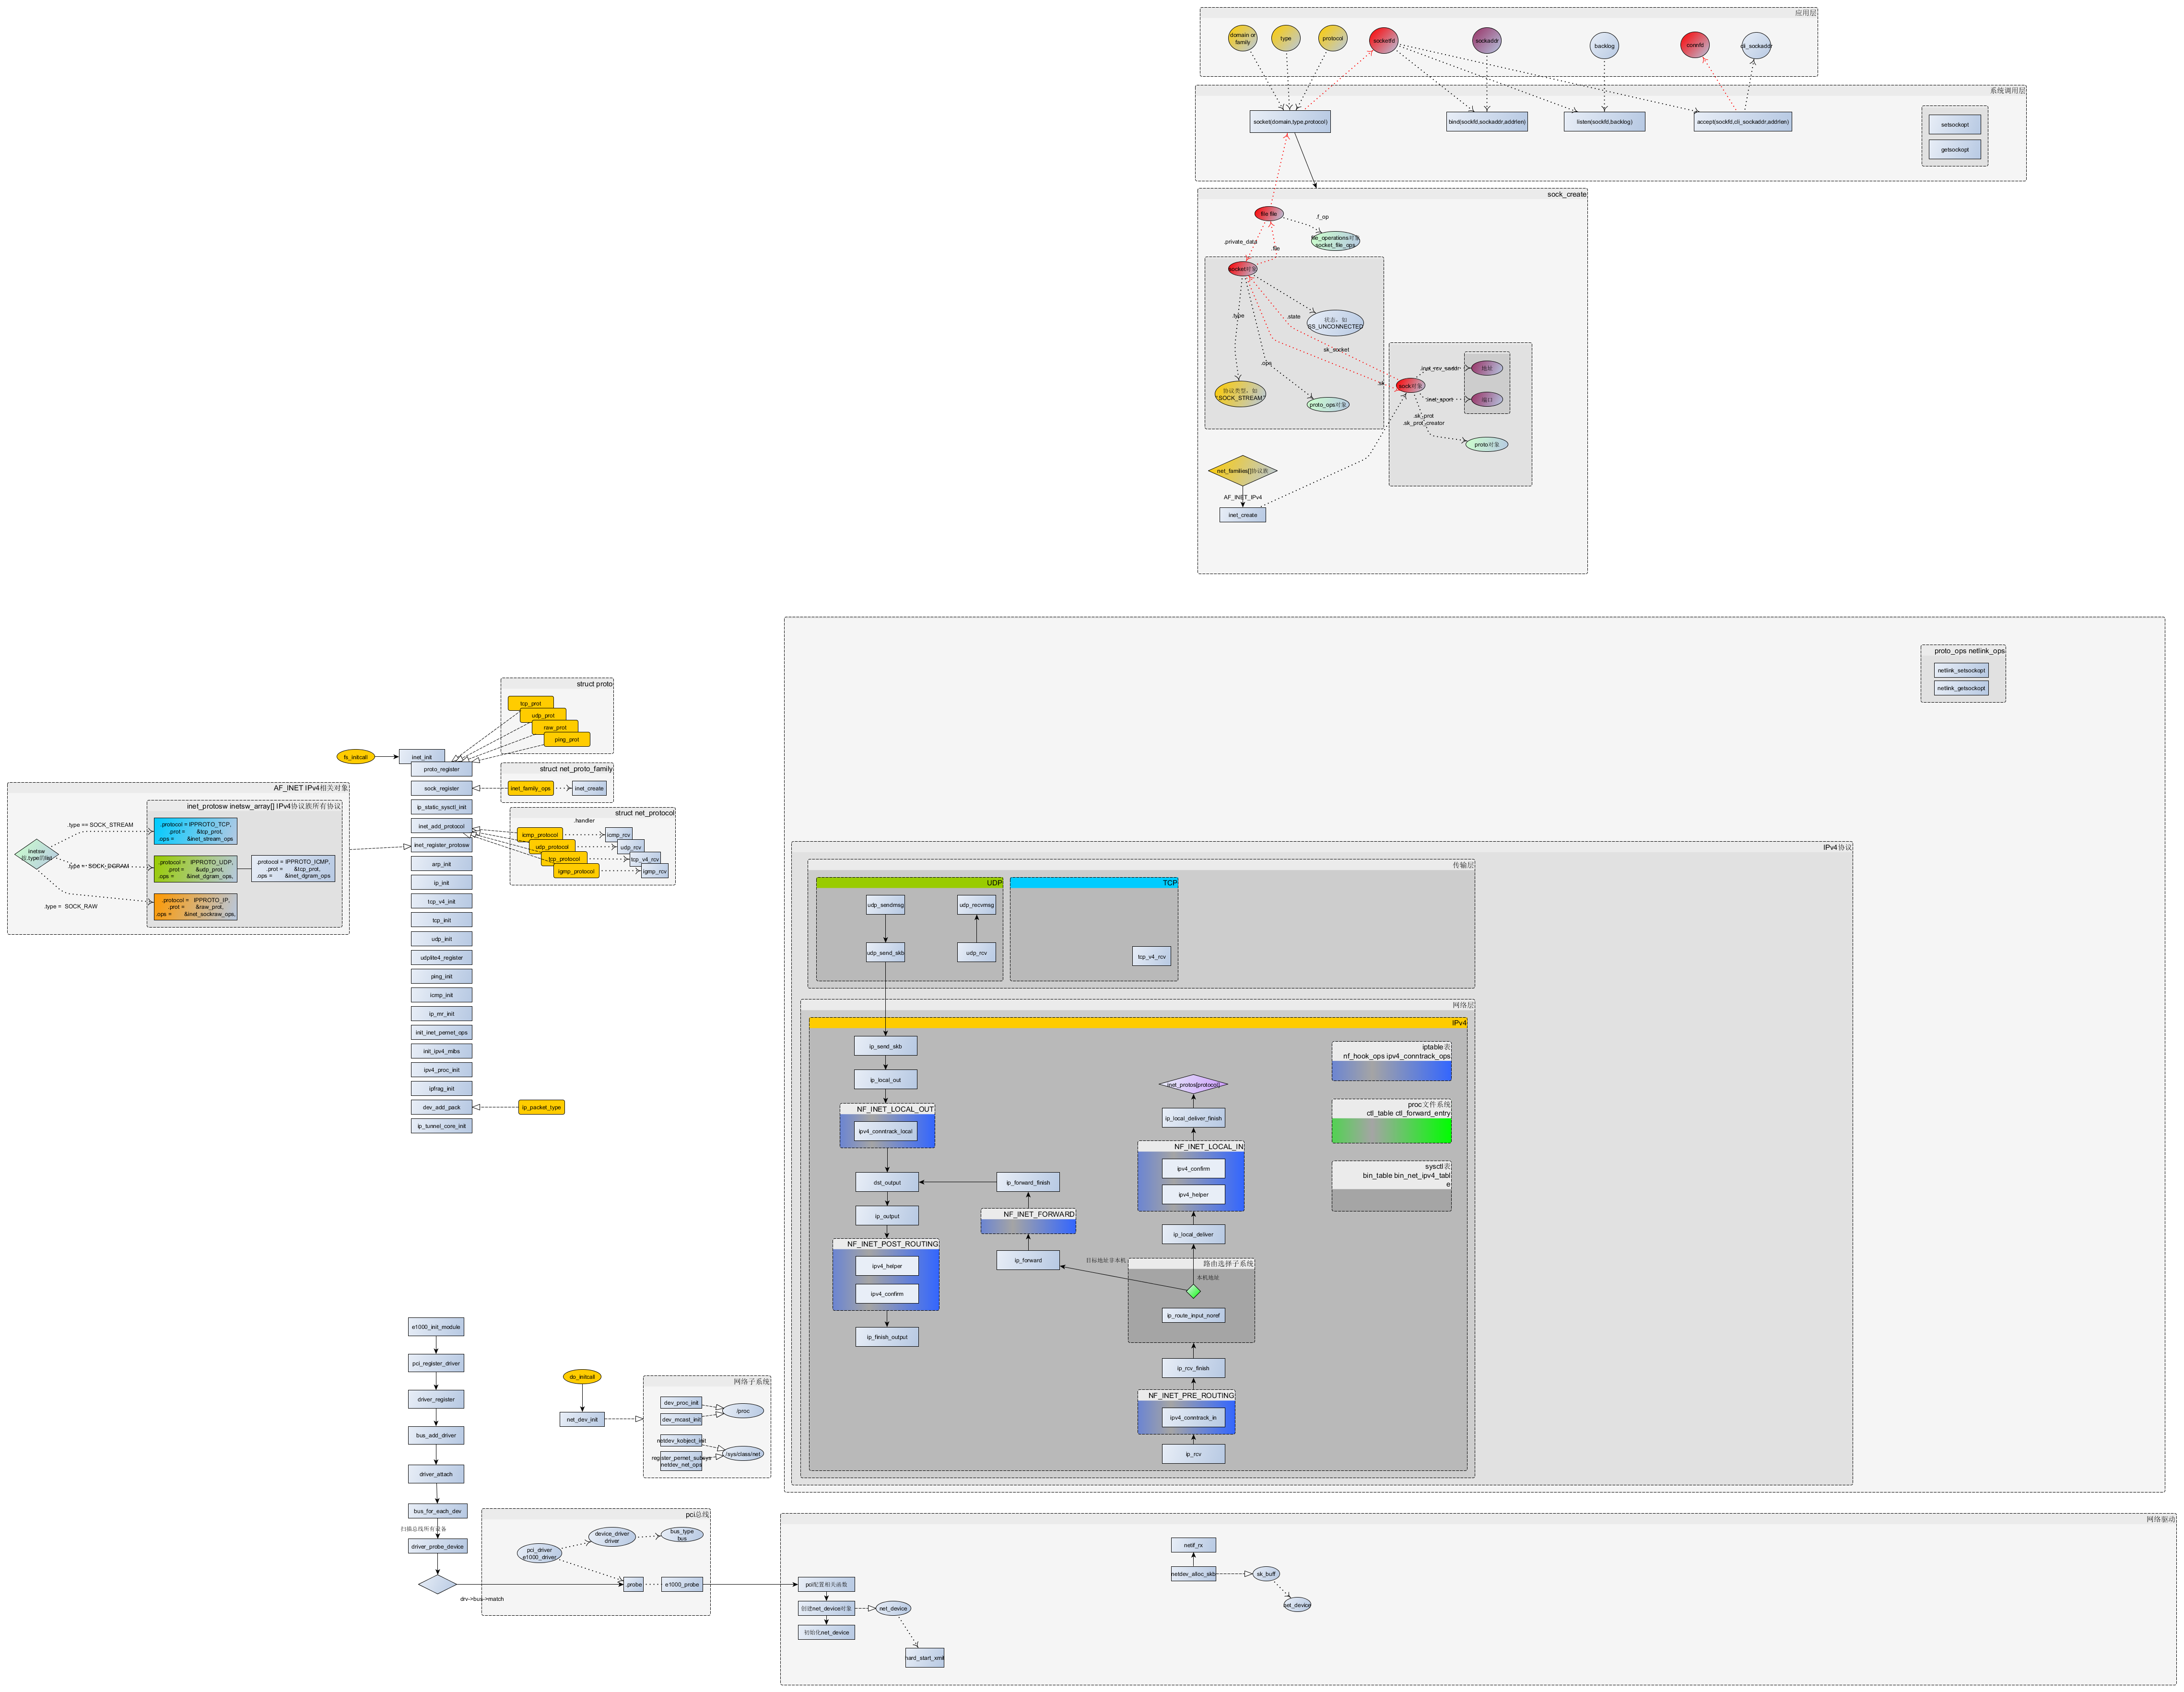 应用层
domain or
family
type
protocol
socketfd
sockaddr
backlog
connfd
cli_sockaddr
系统调用层
socket(domain,type,protocol)
bind(sockfd,sockaddr,addrlen)
listen(sockfd,backlog)
accept(sockfd,cli_sockaddr,addrlen)
setsockopt
getsockopt
sock_create
file file
.f_op
file_operations对象
socket_file_ops
.private_data
.file
socket对象
.type
.state
状态，如
SS_UNCONNECTED
sk_socket
.ops
.sk
协议类型，如
SOCK_STREAM?
proto_ops对象
sock对象
.inet_rcv_saddr
地址
.inet_sport
端口
.sk_prot
.sk_prot_creator
proto对象
net_families[]协议族
AF_INET_IPv4
inet_create
proto_ops netlink_ops
netlink_setsockopt
netlink_getsockopt
struct proto
tcp_prot
udp_prot
raw_prot
ping_prot
fs_initcall
inet_init
proto_register
sock_register
ip_static_sysctl_init
inet_add_protocol
inet_register_protosw
arp_init
ip_init
tcp_v4_init
tcp_init
udp_init
udplite4_register
ping_init
icmp_init
ip_mr_init
init_inet_pernet_ops
init_ipv4_mibs
ipv4_proc_init
ipfrag_init
dev_add_pack
ip_packet_type
ip_tunnel_core_init
struct net_proto_family
inet_family_ops
inet_create
struct net_protocol
.handler
icmp_protocol
icmp_rcv
udp_protocol
udp_rcv
tcp_protocol
tcp_v4_rcv
igmp_protocol
igmp_rcv
AF_INET IPv4相关对象
inet_protosw inetsw_array[] IPv4协议族所有协议
.type == SOCK_STREAM
.protocol = IPPROTO_TCP,
.prot = &tcp_prot,
.ops = &inet_stream_ops
inetsw
.type = SOCK_DGRAM
.protocol = IPPROTO_UDP,
.prot = &udp_prot,
.ops = &inet_dgram_ops,
.protocol = IPPROTO_ICMP,
.prot = &tcp_prot,
.ops = &inet_dgram_ops
.type = SOCK_RAW
.protocol = IPPROTO_IP,
.prot = &raw_prot,
.ops = &inet_sockraw_ops,
IPv4协议
传输层
UDP
udp_sendmsg
udp_recvmsg
udp_send_skb
udp_rcv
TCP
tcp_v4_rcv
网络层
IPv4
ip_send_skb
ip_local_out
NF_INET_LOCAL_OUT
ipv4_conntrack_local
dst_output
ip_output
NF_INET_POST_ROUTING
ipv4_helper
ipv4_confirm
ip_finish_output
ip_forward_finish
NF_INET_FORWARD
ip_forward
inet_protos[protocol]
ip_local_deliver_finish
NF_INET_LOCAL_IN
ipv4_confirm
ipv4_helper
ip_local_deliver
目标地址非本机
路由选择子系统
本机地址
ip_route_input_noref
ip_rcv_finish
NF_INET_PRE_ROUTING
ipv4_conntrack_in
ip_rcv
iptable表
nf_hook_ops ipv4_conntrack_ops
proc文件系统
ctl_table ctl_forward_entry
sysctl表
bin_table bin_net_ipv4_tabl
e
e1000_init_module
pci_register_driver
driver_register
bus_add_driver
driver_attach
bus_for_each_dev
扫描总线所有设备
driver_probe_device
drv->bus->match
do_initcall
net_dev_init
网络子系统
dev_proc_init
dev_mcast_init
/proc
netdev_kobject_init
register_pernet_subsys
netdev_net_ops
/sys/class/net
pci总线
pci_driver
e1000_driver
device_driver
driver
bus_type
bus
.probe
e1000_probe
网络驱动
pci配置相关函数
创建net_device对象
初始化net_device
net_device
hard_start_xmit
netif_rx
netdev_alloc_skb
sk_buff
net_device